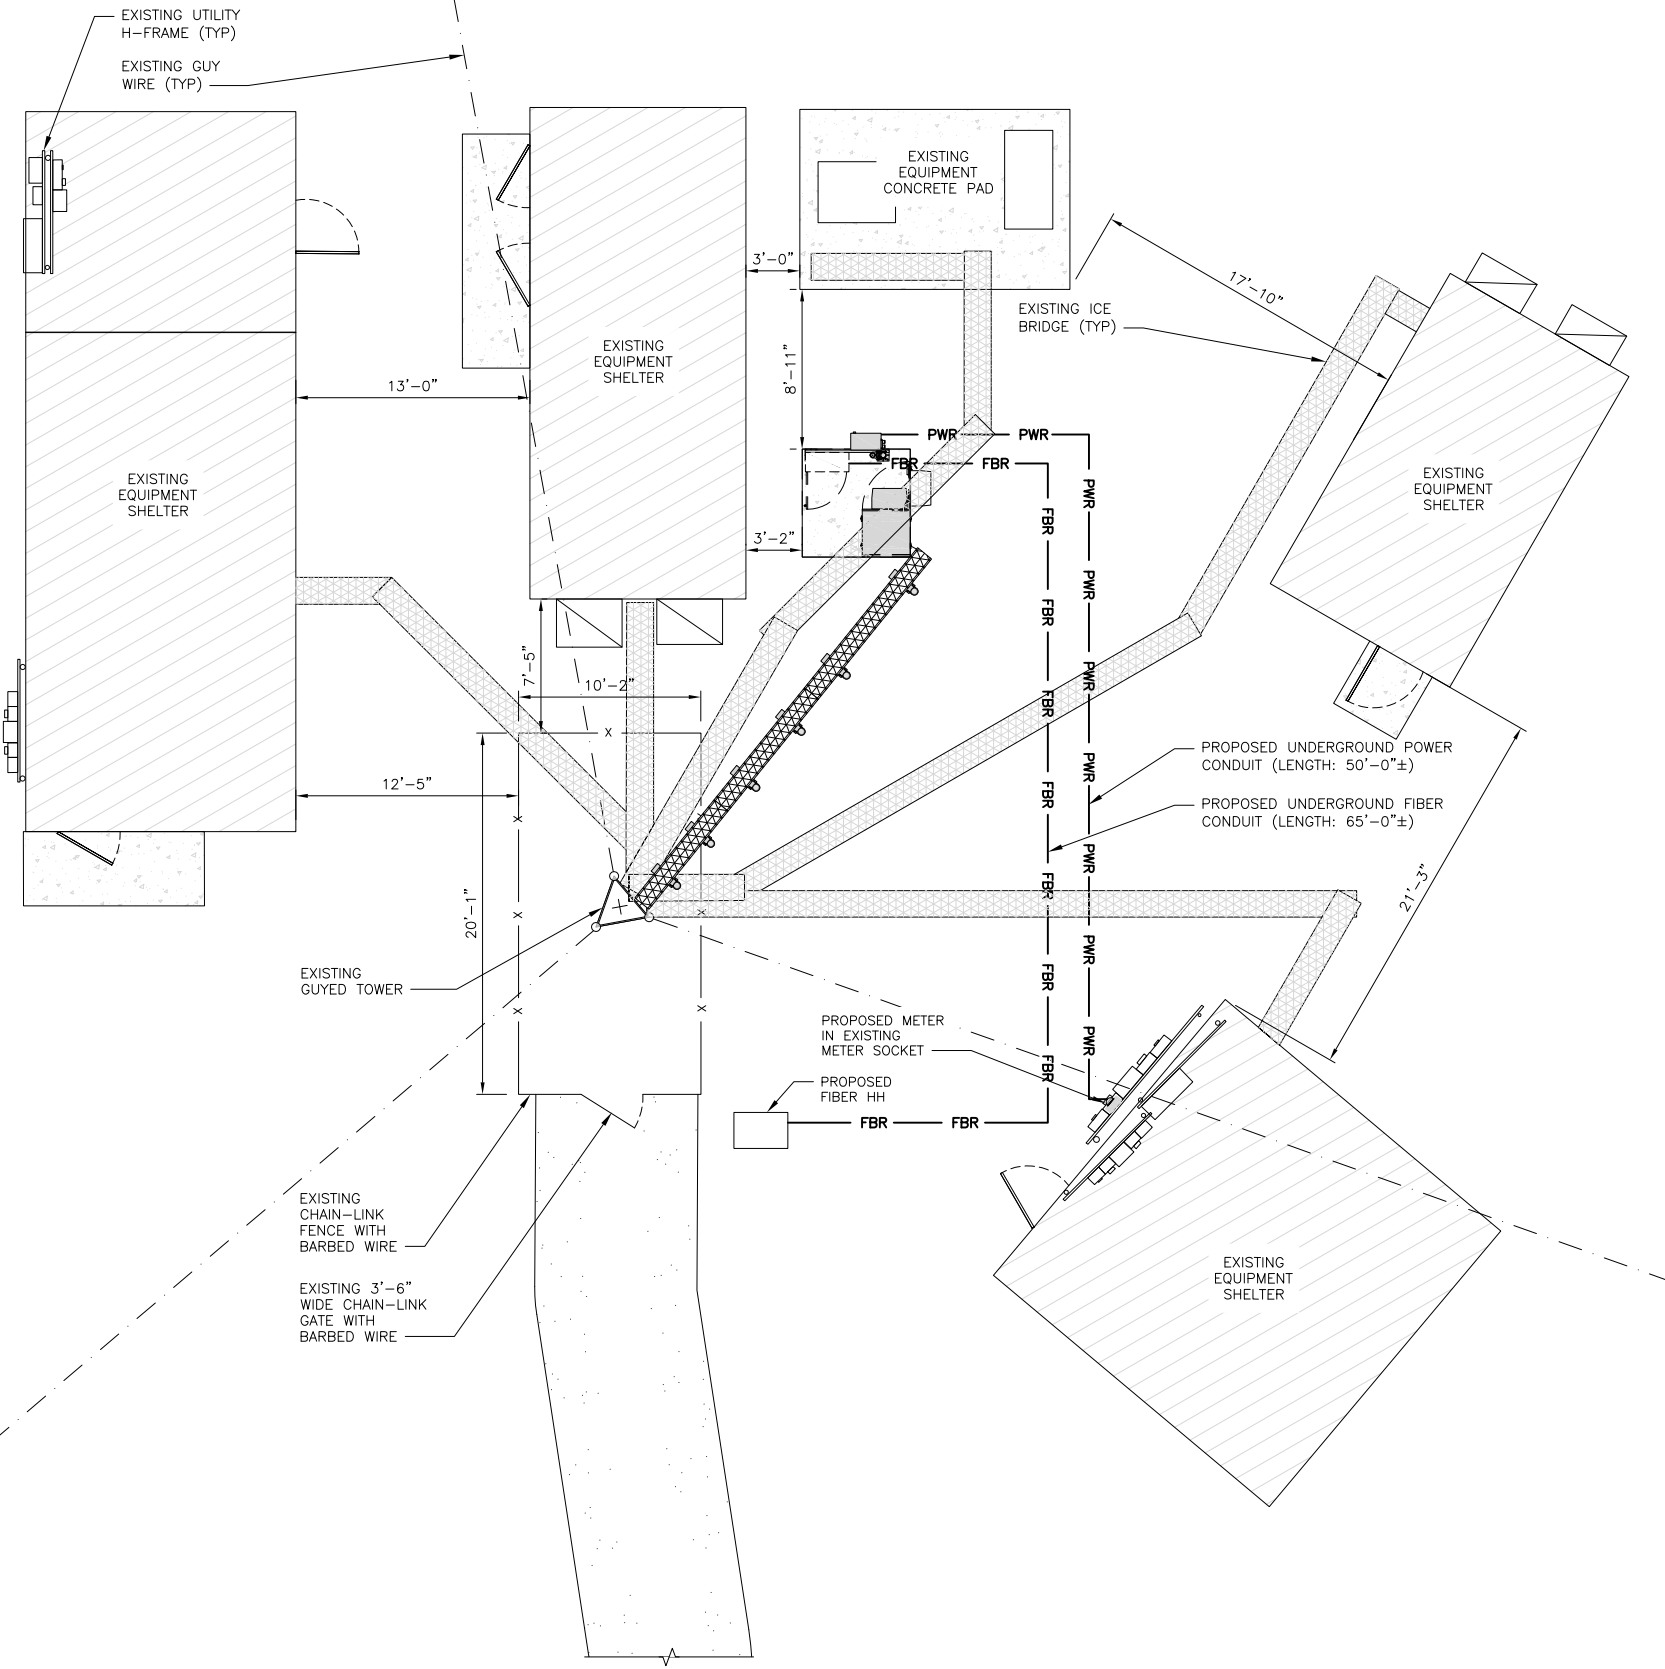 EXISTING UTILITY
H-FRAME (TYP)
EXISTING GUY
WIRE (TYP)
EXISTING
EQUIPMENT
CONCRETE PAD
3'-0"
17'-10"
EXISTING ICE
BRIDGE (TYP)
EXISTING
EQUIPMENT
SHELTER
8'-11"
13'-0"
PWR
PWR
FBR
FBR
EXISTING
EQUIPMENT
SHELTER
EXISTING
EQUIPMENT
SHELTER
PWR
FBR
3'-2"
PWR
FBR
7'-5"
10'-2"
PWR
FBR
X
PROPOSED UNDERGROUND POWER
CONDUIT (LENGTH: 50'-0"±)
PWR
FBR
12'-5"
PROPOSED UNDERGROUND FIBER
CONDUIT (LENGTH: 65'-0"±)
X
PWR
FBR
21'-3"
20'-1"
X
X
PWR
FBR
EXISTING
GUYED TOWER
X
X
PROPOSED METER
IN EXISTING
METER SOCKET
PWR
FBR
PROPOSED
FIBER HH
FBR
FBR
EXISTING
CHAIN-LINK
FENCE WITH
BARBED WIRE
EXISTING
EQUIPMENT
SHELTER
EXISTING 3'-6"
WIDE CHAIN-LINK
GATE WITH
BARBED WIRE